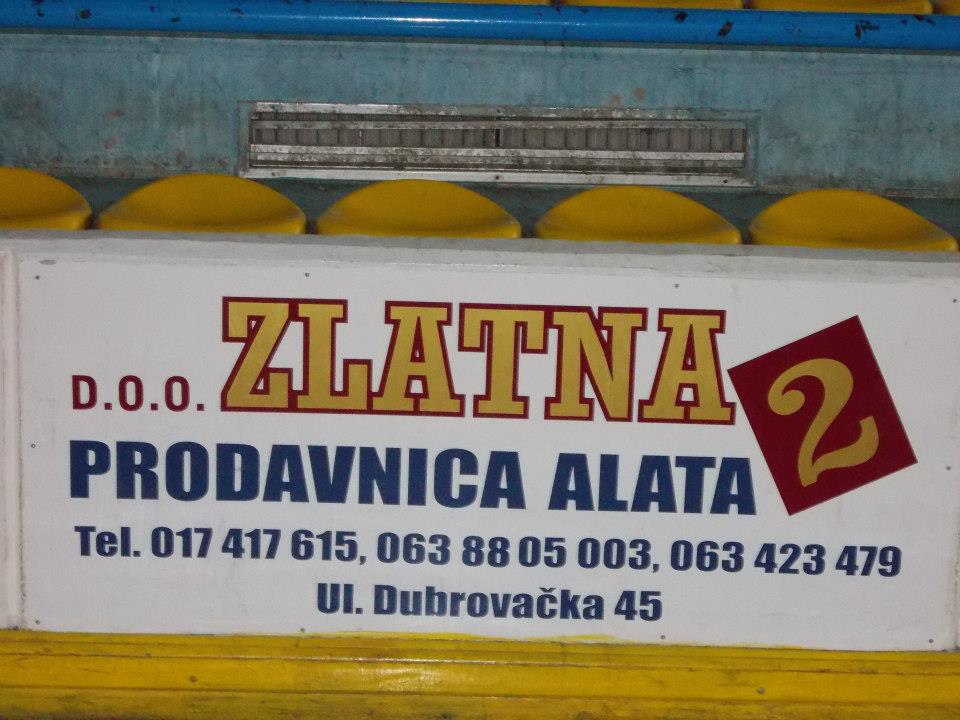 D.O.O. ZLATNA 2
PRODAVNICA ALATA
Tel. 017 417 615, 063 88 05 003, 063 423 479
Ul. Dubrovačka 45